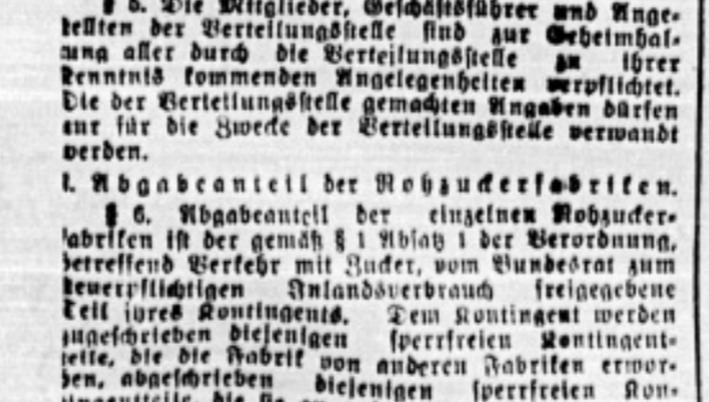 § 5. Die Mitglieder, Geschäftsführer und Ange-
stellten der Verteilungsstelle sind zur Geheimhal-
tung aller durch die Verteilungsstelle zu ihrer
Kenntnis kommenden Angelegenheiten verpflichtet.
Die der Verteilungsstelle gemachten Angaben dürfen
nur für die Zwecke der Verteilungsstelle verwandt
werden.
I. Abgabeanteil der Rohzuckerfabriken.
§ 6. Abgabeanteil der einzelnen Rohzucker-
fabriken ist der gemäß § 1 Absatz 1 der Verordnung,
betreffend Verkehr mit Zucker, vom Bundesrat zum
steuerpflichtigen Inlandsverbrauch freigegebene
Teil ihres Kontingents. Dem Kontingent werden
zugeschrieben diejenigen sperrfreien Kontingent-
teile, die die Fabrik von anderen Fabriken erwor-
ben, abgeschrieben diejenigen sperrfreien Kon-
tingentteile, die sie